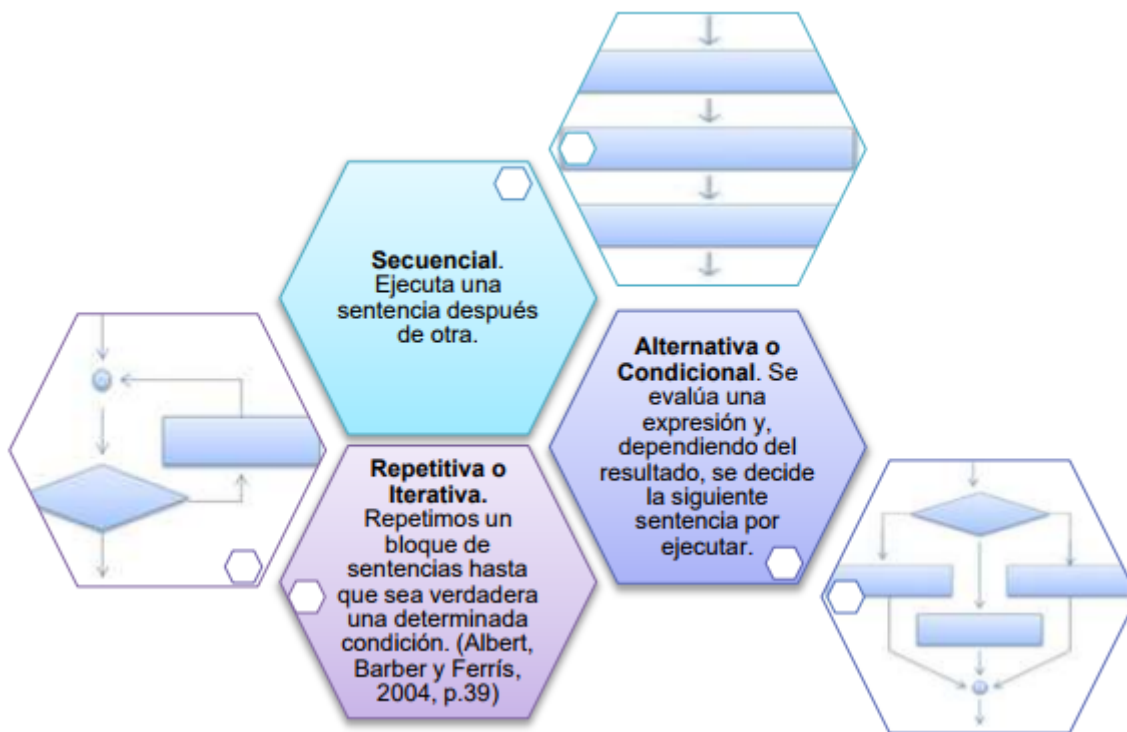 Secuencial.
Ejecuta una
sentencia después
de otra.
Alternativa o
Condicional. Se
evalúa una
expresión y,
dependiendo del
resultado, se decide
la siguiente
sentencia por
ejecutar.
Repetitiva o
Iterativa.
Repetimos un
bloque de
sentencias hasta
que sea verdadera
una determinada
condición. (Albert,
Barber y Ferrís,
2004, p.39)